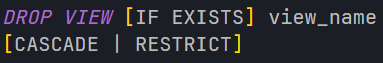 DROP VIEW [IF EXISTS] view_name
[CASCADE | RESTRICT]